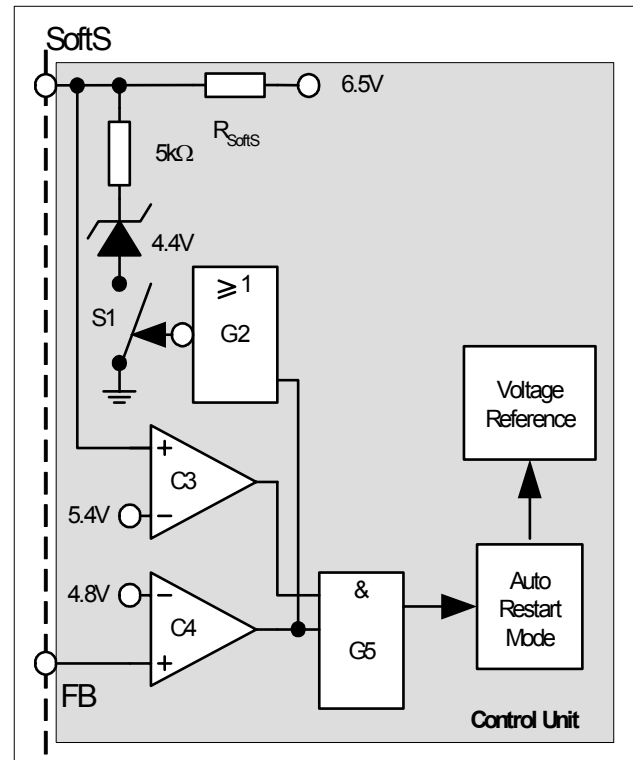 SoftS
6.5V
R_SoftS
5kΩ
4.4V
≥ 1
S1
G2
Voltage
Reference
+
C3
5.4V
−
&
4.8V
−
Auto
Restart
Mode
C4
G5
+
FB
Control Unit